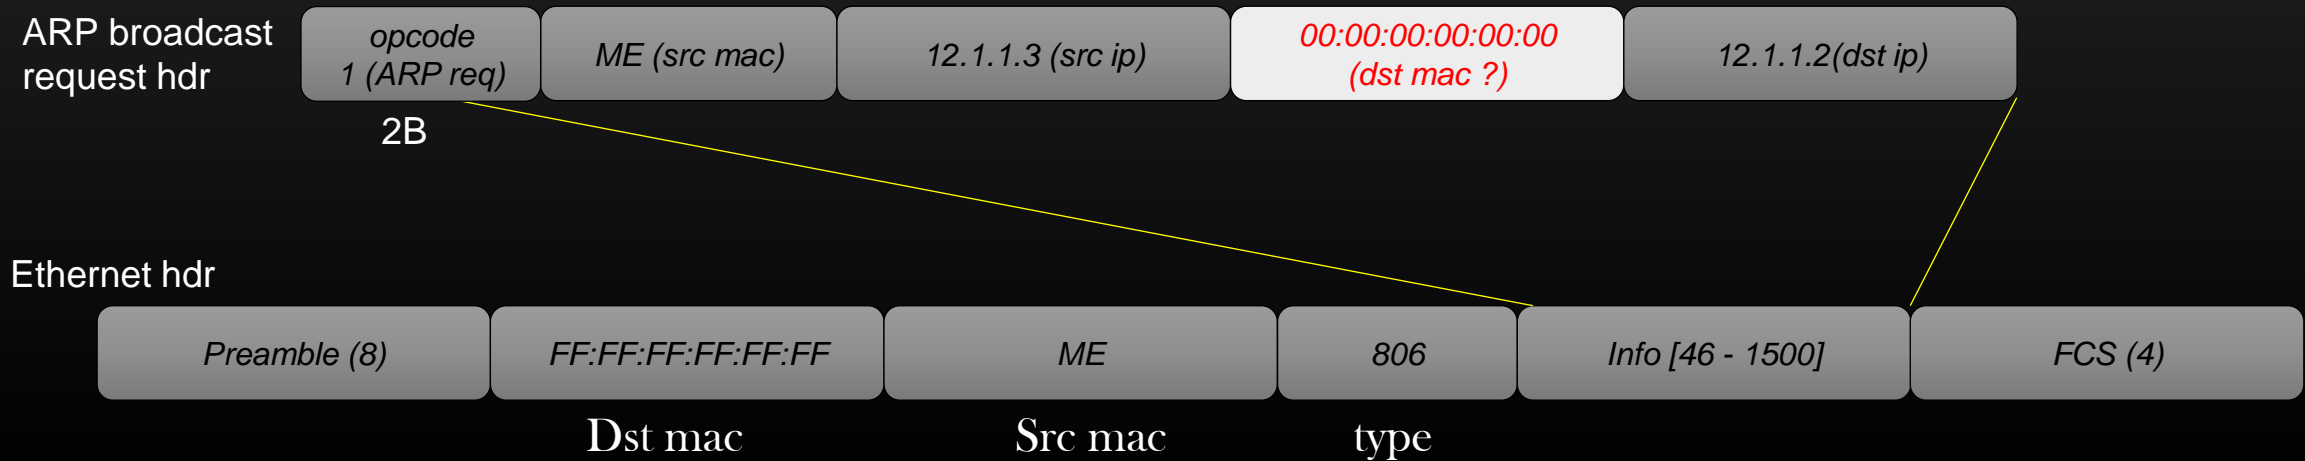 ARP broadcast
request hdr
opcode
1 (ARP req)
ME (src mac)
12.1.1.3 (src ip)
00:00:00:00:00:00
(dst mac ?)
12.1.1.2(dst ip)
2B
Ethernet hdr
Preamble (8)
FF:FF:FF:FF:FF:FF
ME
806
Info [46 - 1500]
FCS (4)
Dst mac
Src mac
type